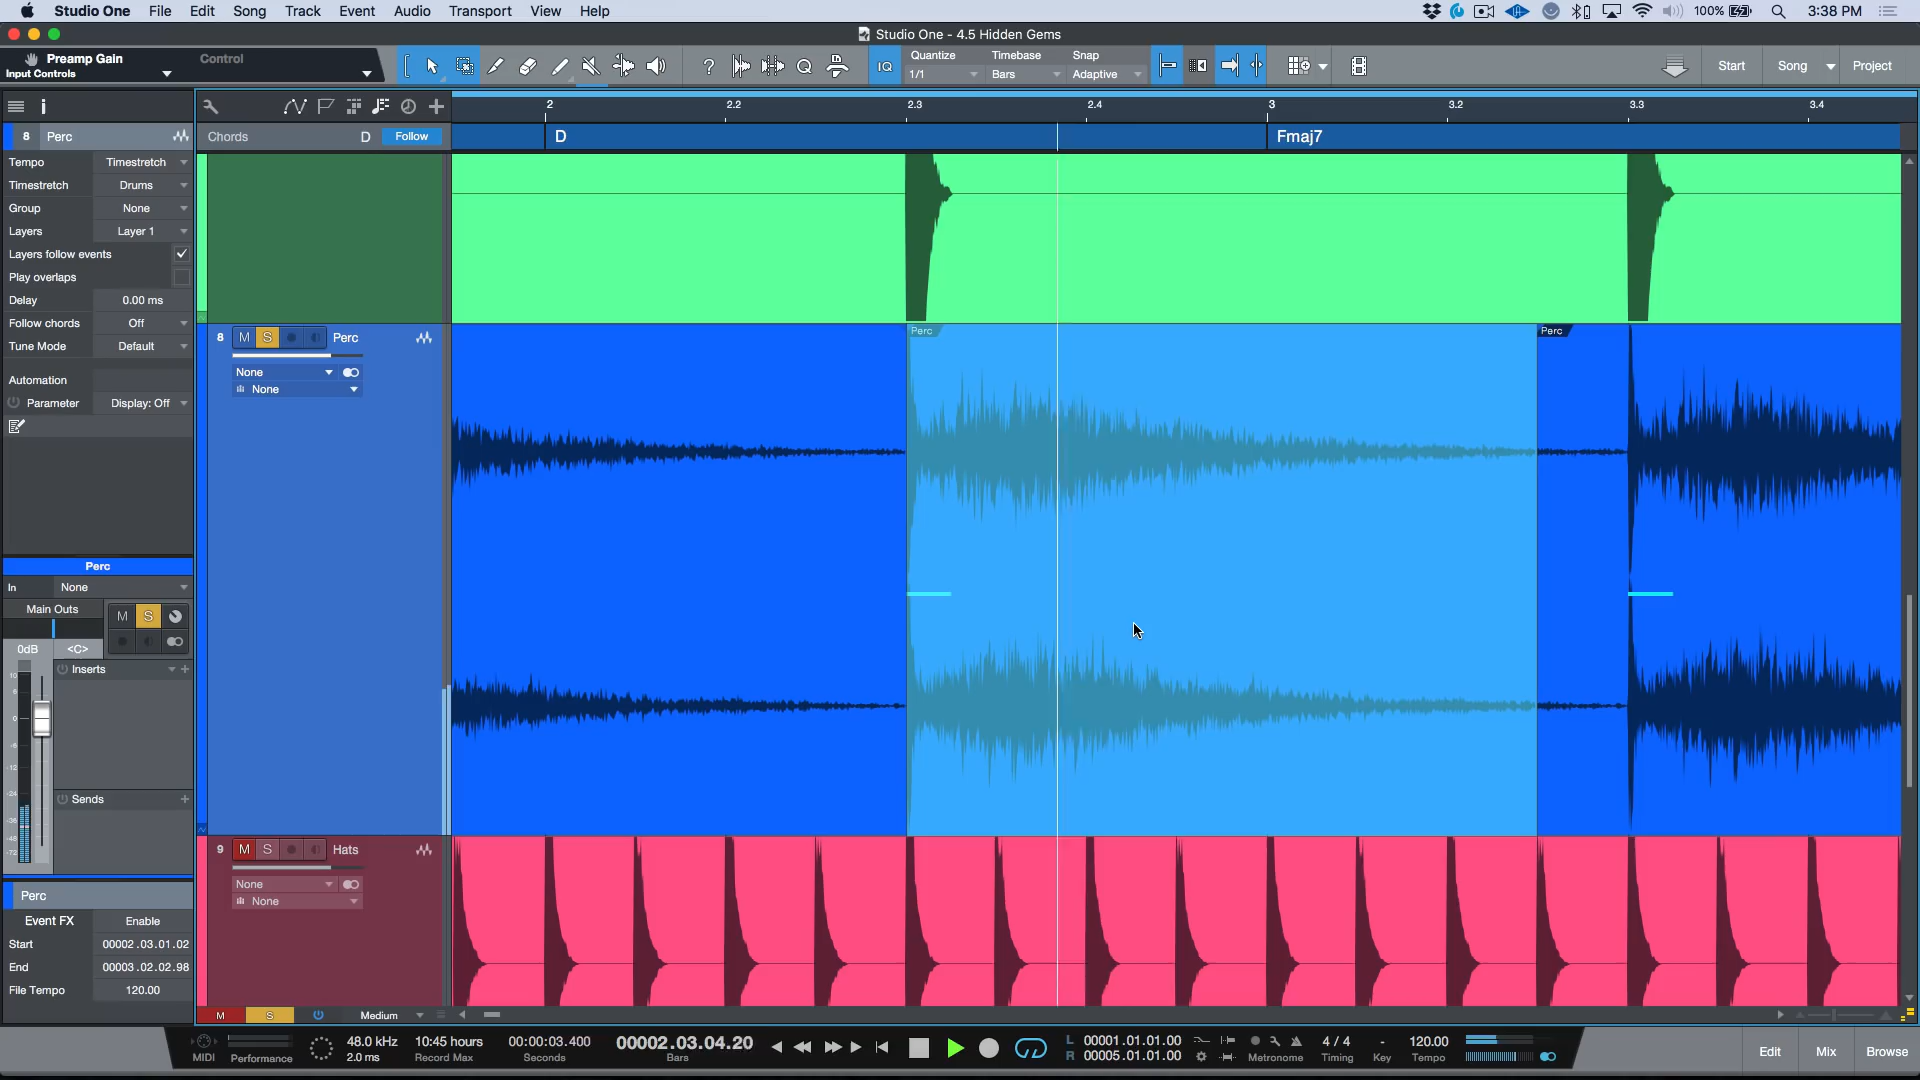 Studio One File Edit Song Track Event Audio Transport View Help 100% 3:38 PM
Studio One - 4.5 Hidden Gems
Preamp Gain Control
Input Controls
Quantize Timebase Snap
IQ 1/1 Bars Adaptive
Start Song Project
2 2.2 2.3 2.4 3 3.2 3.3 3.4
8 Perc
Chords D Follow D Fmaj7
Tempo Timestretch
Timestretch Drums
Group None
Layers Layer 1
Layers follow events
Play overlaps
Delay 0.00 ms
Follow chords Off
Tune Mode Default
Automation
Parameter Display: Off
8 M S Perc
None
None
Perc Perc
Perc
In None
Main Outs M S
0dB <C>
Inserts
Sends
9 M S Hats
None
None
Perc
Event FX Enable
Start 00002.03.01.02
End 00003.02.02.98
File Tempo 120.00
M S Medium
MIDI Performance
48.0 kHz
2.0 ms
10:45 hours
Record Max
00:00:03.400
Seconds
00002.03.04.20
Bars
L 00001.01.01.00
R 00005.01.01.00
Metronome
4 / 4
Timing
-
Key
120.00
Tempo
Edit Mix Browse